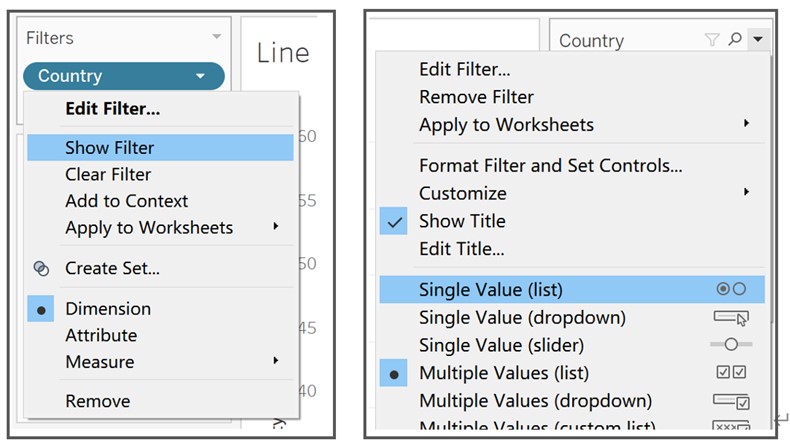 Filters
Line
Country
Edit Filter...
Show Filter
60
Clear Filter
Add to Context
55
Apply to Worksheets
50
Create Set...
Dimension
45
Attribute
Measure
40
Remove
Country
Edit Filter...
Remove Filter
Apply to Worksheets
Format Filter and Set Controls...
Customize
Show Title
Edit Title...
Single Value (list)
Single Value (dropdown)
Single Value (slider)
Multiple Values (list)
Multiple Values (dropdown)
Multiple Values (custom list)